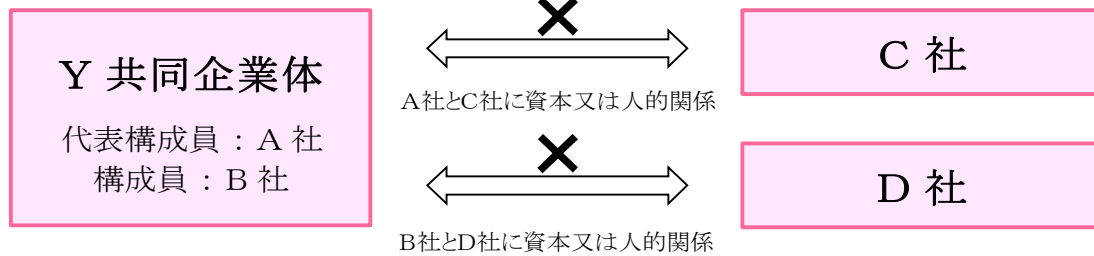 Y 共同企業体
代表構成員 : A 社
構成員 : B 社
A社とC社に資本又は人的関係
C 社
B社とD社に資本又は人的関係
D 社